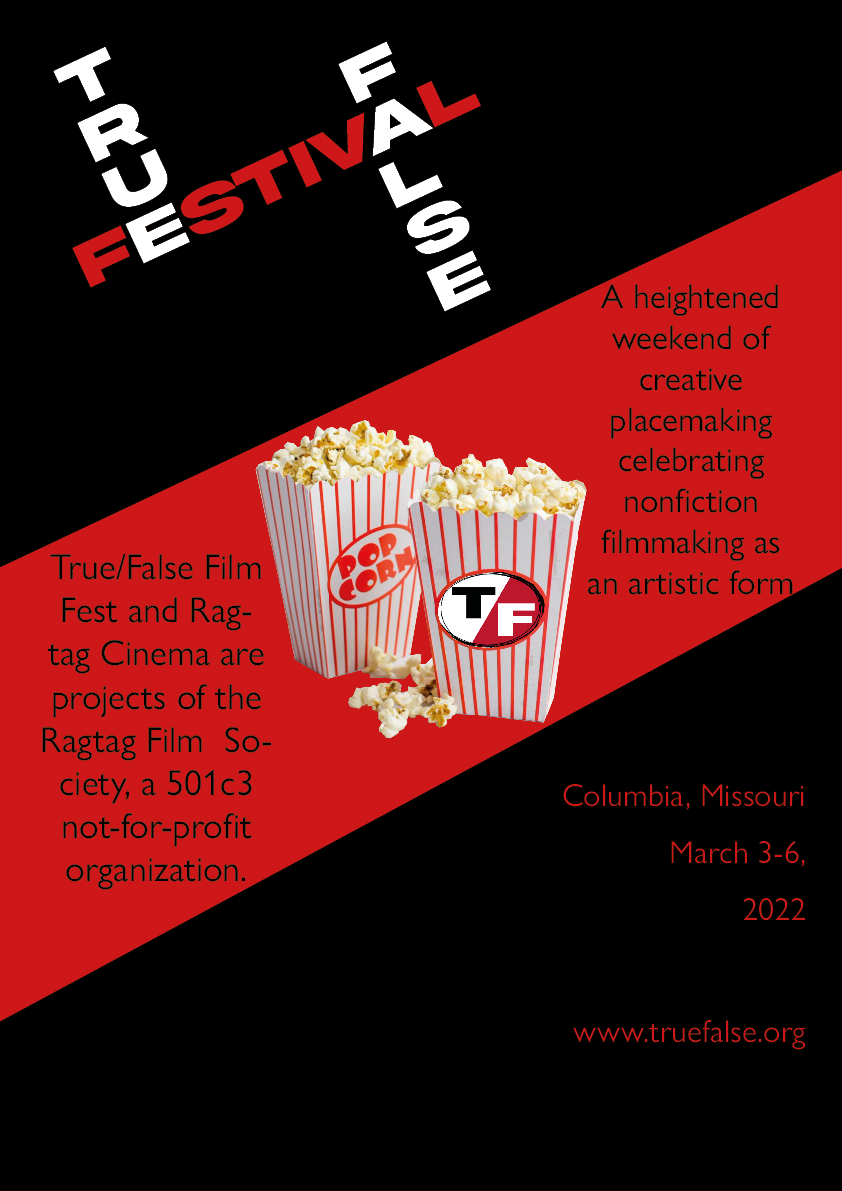 TRUE
FALSE
FESTIVAL
A heightened
weekend of
creative
placemaking
celebrating
nonfiction
filmmaking as
an artistic form
POP
CORN
T/F
True/False Film
Fest and Rag-
tag Cinema are
projects of the
Ragtag Film So-
ciety, a 501c3
not-for-profit
organization.
Columbia, Missouri
March 3-6,
2022
www.truefalse.org